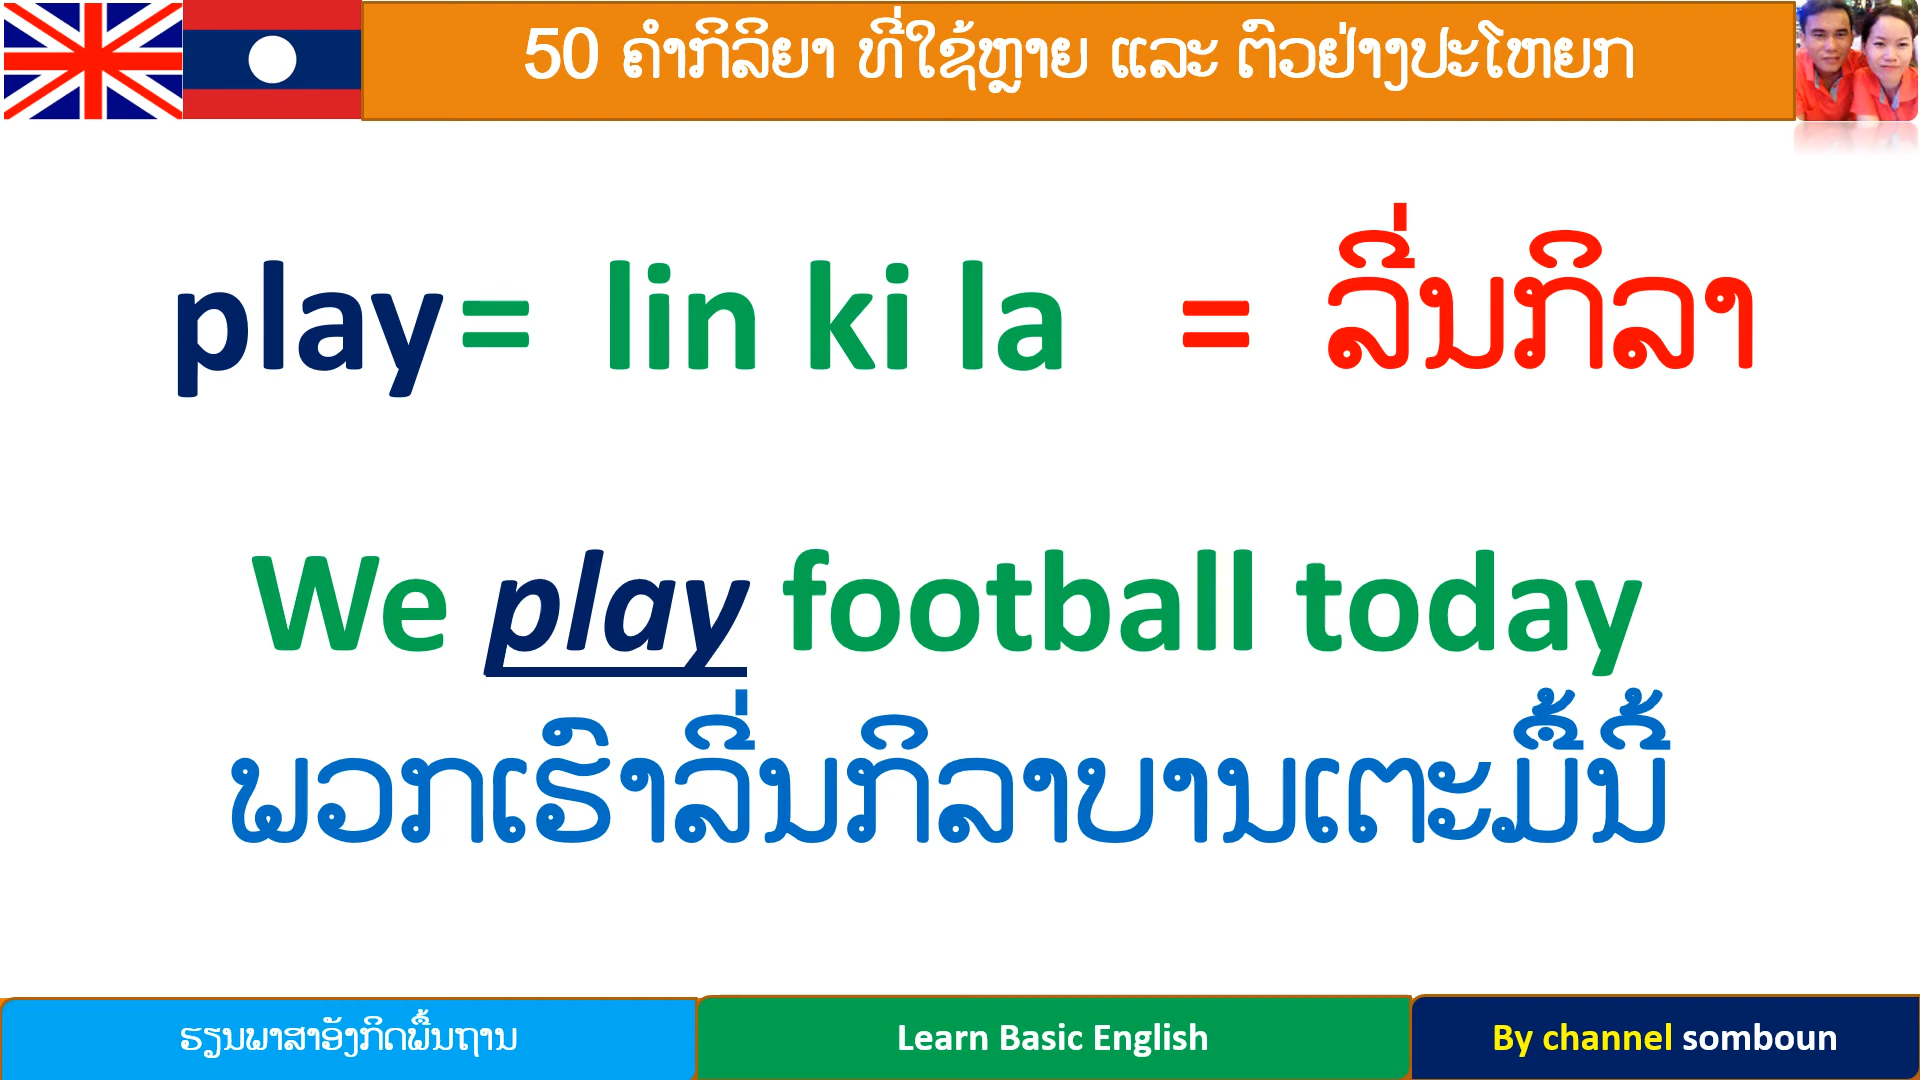 50 ຄຳກິລິຍາ ທີ່ໃຊ້ຫຼາຍ ແລະ ຕົວຢ່າງປະໂຫຍກ
play = lin ki la = ລິ່ນກິລາ
We play football today
ພວກເຮົາລິ່ນກິລາບານເຕະມື້ນີ້
ຮຽນພາສາອັງກິດພື້ນຖານ
Learn Basic English
By channel somboun